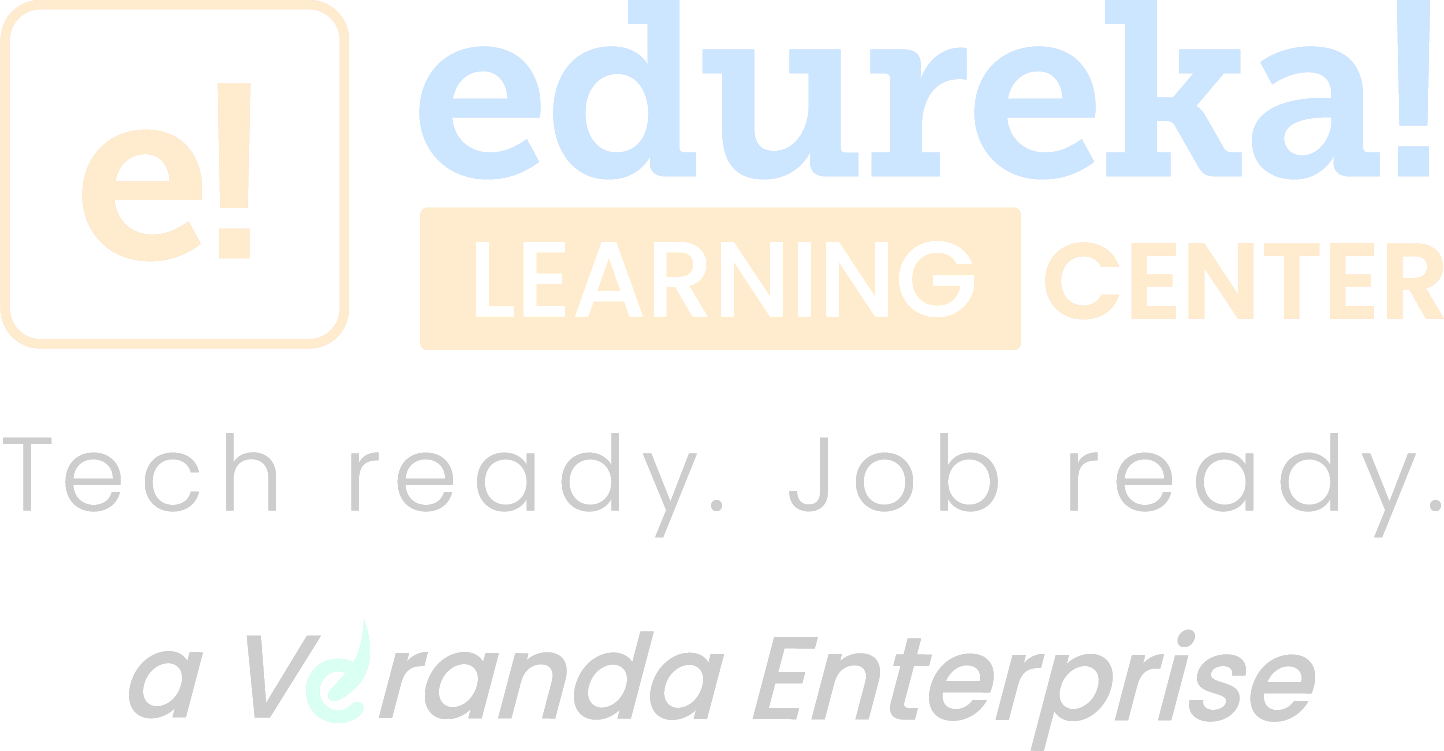 e!
edureka!
LEARNING CENTER
Tech ready. Job ready.
a Veranda Enterprise